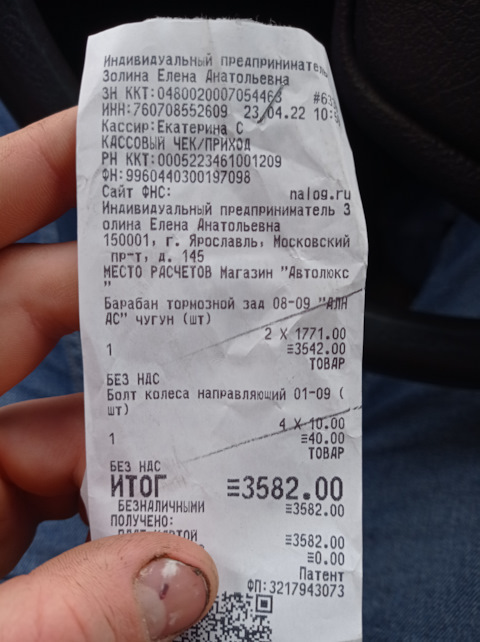 Индивидуальный предприниматель
Золина Елена Анатольевна
ЗН ККТ:0480020007054463 #63
ИНН:760708552609 23.04.22 10:
Кассир:Екатерина С
КАССОВЫЙ ЧЕК/ПРИХОД
РН ККТ:0005223461001209
ФН:9960440300197098
Сайт ФНС: nalog.ru
Индивидуальный предприниматель З
олина Елена Анатольевна
150001, г. Ярославль, Московский
пр-т, д. 145
МЕСТО РАСЧЕТОВ Магазин "Автолюкс
"
Барабан тормозной зад 08-09 "АЛН
АС" чугун (шт)
2 X 1771.00
1 ≡3542.00
ТОВАР
БЕЗ НДС
Болт колеса направляющий 01-09 (
шт)
4 X 10.00
1 ≡40.00
ТОВАР
БЕЗ НДС
ИТОГ ≡3582.00
БЕЗНАЛИЧНЫМИ ≡3582.00
ПОЛУЧЕНО:
КАРТОЙ ≡3582.00
≡0.00
Патент
ФП:3217943073